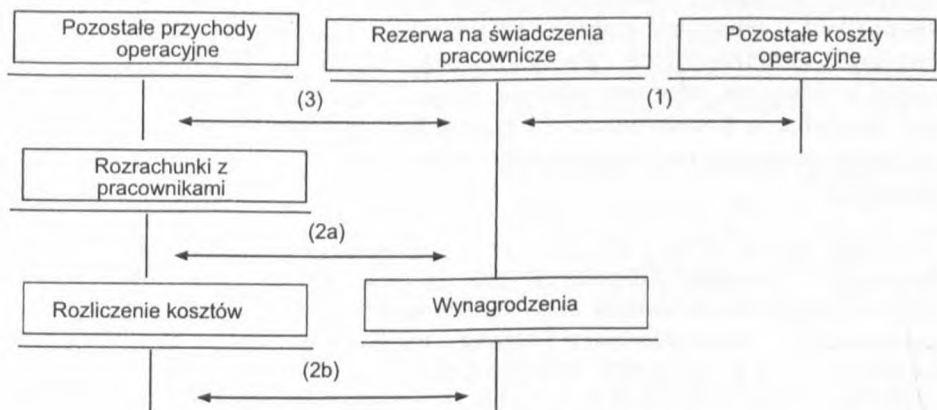 Pozostałe przychody
operacyjne
Rezerwa na świadczenia
pracownicze
Pozostałe koszty
operacyjne
(3)
(1)
Rozrachunki z
pracownikami
(2a)
Rozliczenie kosztów
Wynagrodzenia
(2b)